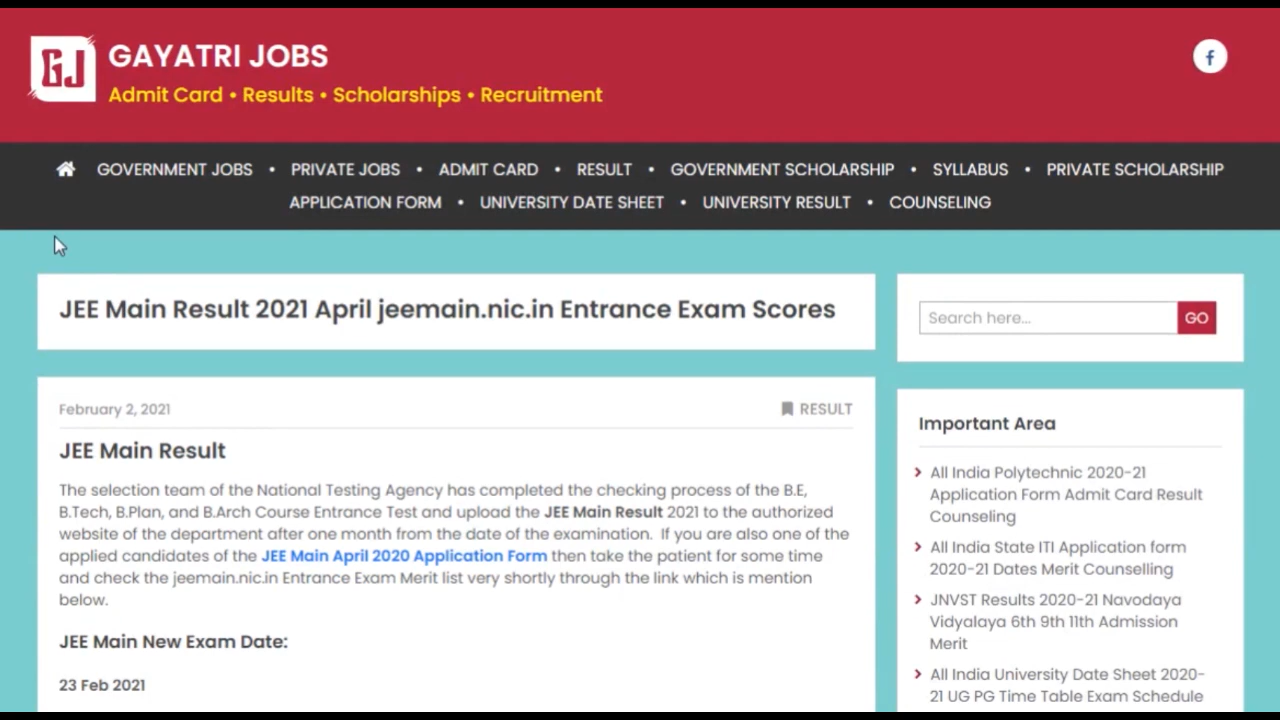 GJ
GAYATRI JOBS
Admit Card • Results • Scholarships • Recruitment
f
GOVERNMENT JOBS • PRIVATE JOBS • ADMIT CARD • RESULT • GOVERNMENT SCHOLARSHIP • SYLLABUS • PRIVATE SCHOLARSHIP
APPLICATION FORM • UNIVERSITY DATE SHEET • UNIVERSITY RESULT • COUNSELING
JEE Main Result 2021 April jeemain.nic.in Entrance Exam Scores
February 2, 2021
RESULT
JEE Main Result
The selection team of the National Testing Agency has completed the checking process of the B.E,
B.Tech, B.Plan, and B.Arch Course Entrance Test and upload the JEE Main Result 2021 to the authorized
website of the department after one month from the date of the examination. If you are also one of the
applied candidates of the JEE Main April 2020 Application Form then take the patient for some time
and check the jeemain.nic.in Entrance Exam Merit list very shortly through the link which is mention
below.
JEE Main New Exam Date:
23 Feb 2021
Search here...
GO
Important Area
All India Polytechnic 2020-21
Application Form Admit Card Result
Counseling
All India State ITI Application form
2020-21 Dates Merit Counselling
JNVST Results 2020-21 Navodaya
Vidyalaya 6th 9th 11th Admission
Merit
All India University Date Sheet 2020-
21 UG PG Time Table Exam Schedule